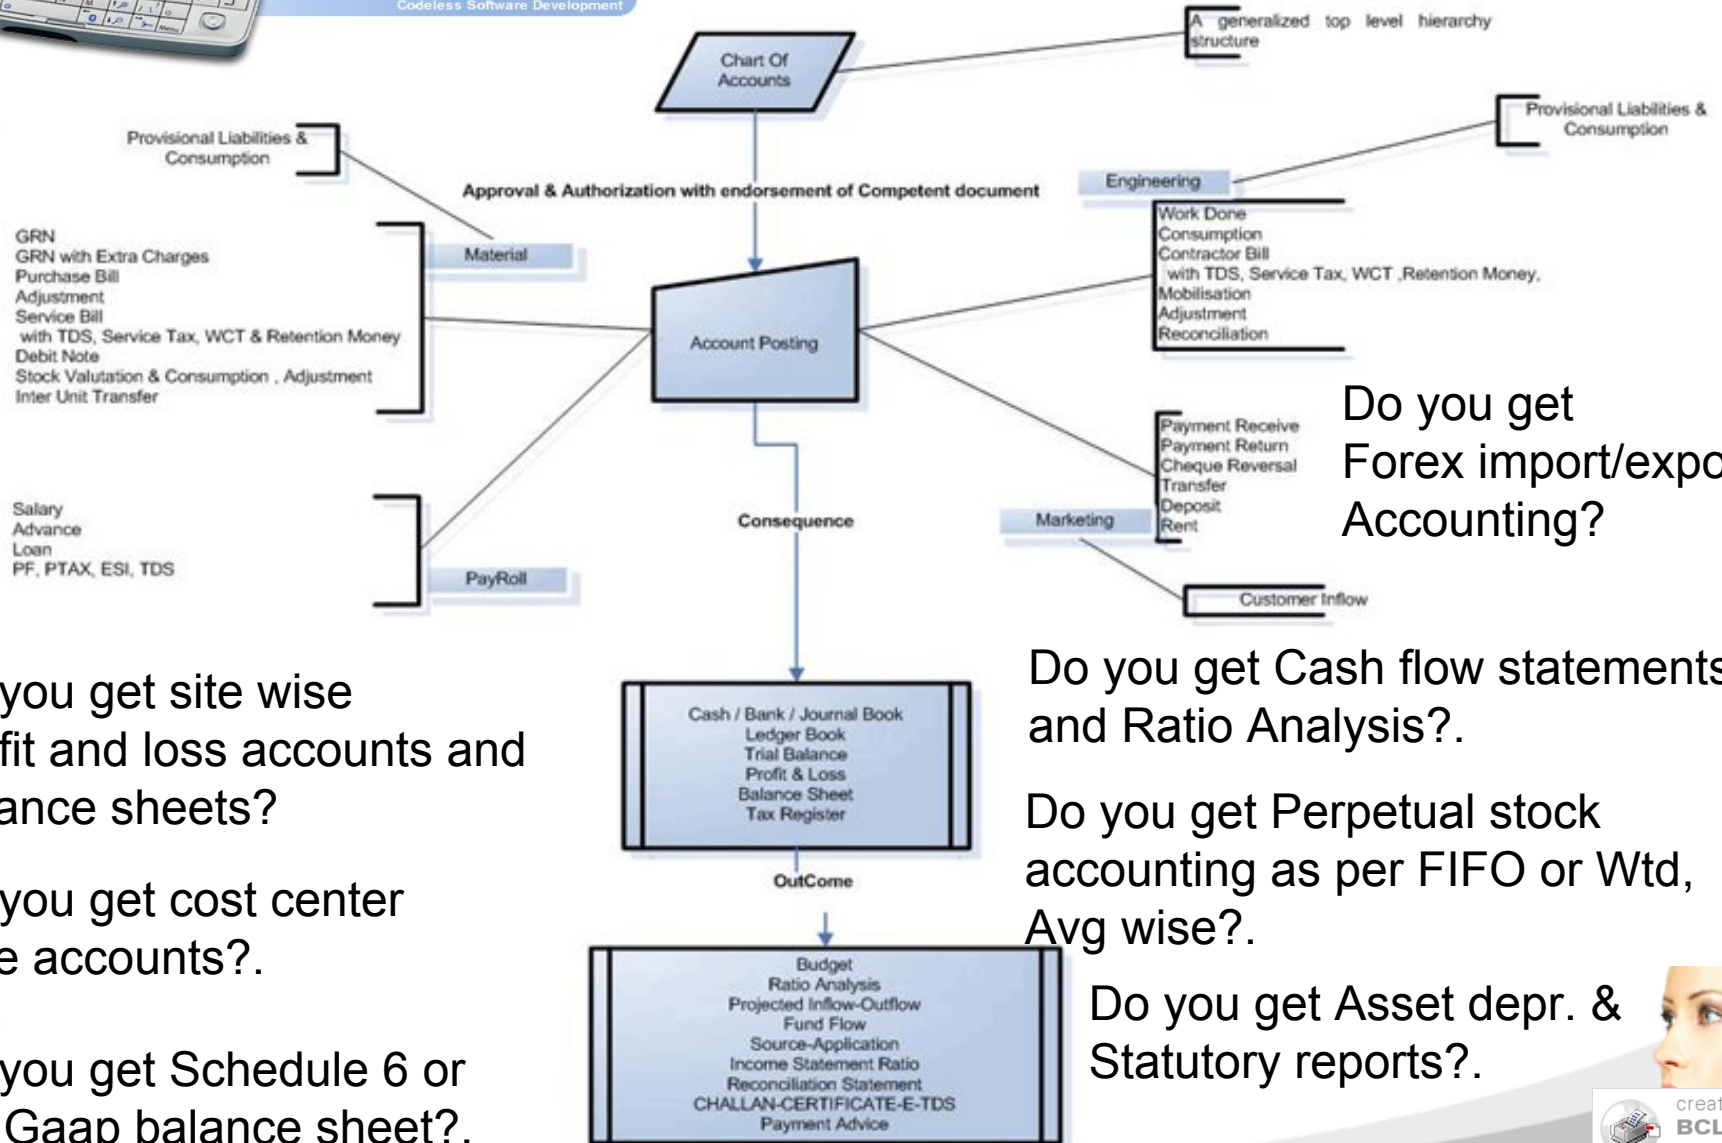 Codeless Software Development
Chart Of
Accounts
A generalized top level hierarchy
structure
Provisional Liabilities &
Consumption
Provisional Liabilities &
Consumption
Approval & Authorization with endorsement of Competent document
Engineering
Work Done
Consumption
Contractor Bill
with TDS, Service Tax, WCT ,Retention Money,
Mobilisation
Adjustment
Reconciliation
Material
GRN
GRN with Extra Charges
Purchase Bill
Adjustment
Service Bill
with TDS, Service Tax, WCT & Retention Money
Debit Note
Stock Valutation & Consumption , Adjustment
Inter Unit Transfer
Account Posting
Do you get
Forex import/expo
Accounting?
Payment Receive
Payment Return
Cheque Reversal
Transfer
Deposit
Rent
Marketing
Customer Inflow
Salary
Advance
Loan
PF, PTAX, ESI, TDS
PayRoll
Consequence
you get site wise
fit and loss accounts and
ance sheets?
Do you get Cash flow statements
and Ratio Analysis?.
Cash / Bank / Journal Book
Ledger Book
Trial Balance
Profit & Loss
Balance Sheet
Tax Register
Do you get Perpetual stock
accounting as per FIFO or Wtd,
Avg wise?.
OutCome
you get cost center
e accounts?.
Budget
Ratio Analysis
Projected Inflow-Outflow
Fund Flow
Source-Application
Income Statement Ratio
Reconciliation Statement
CHALLAN-CERTIFICATE-E-TDS
Payment Advice
Do you get Asset depr. &
Statutory reports?.
you get Schedule 6 or
Gaap balance sheet?.
creat
BCL